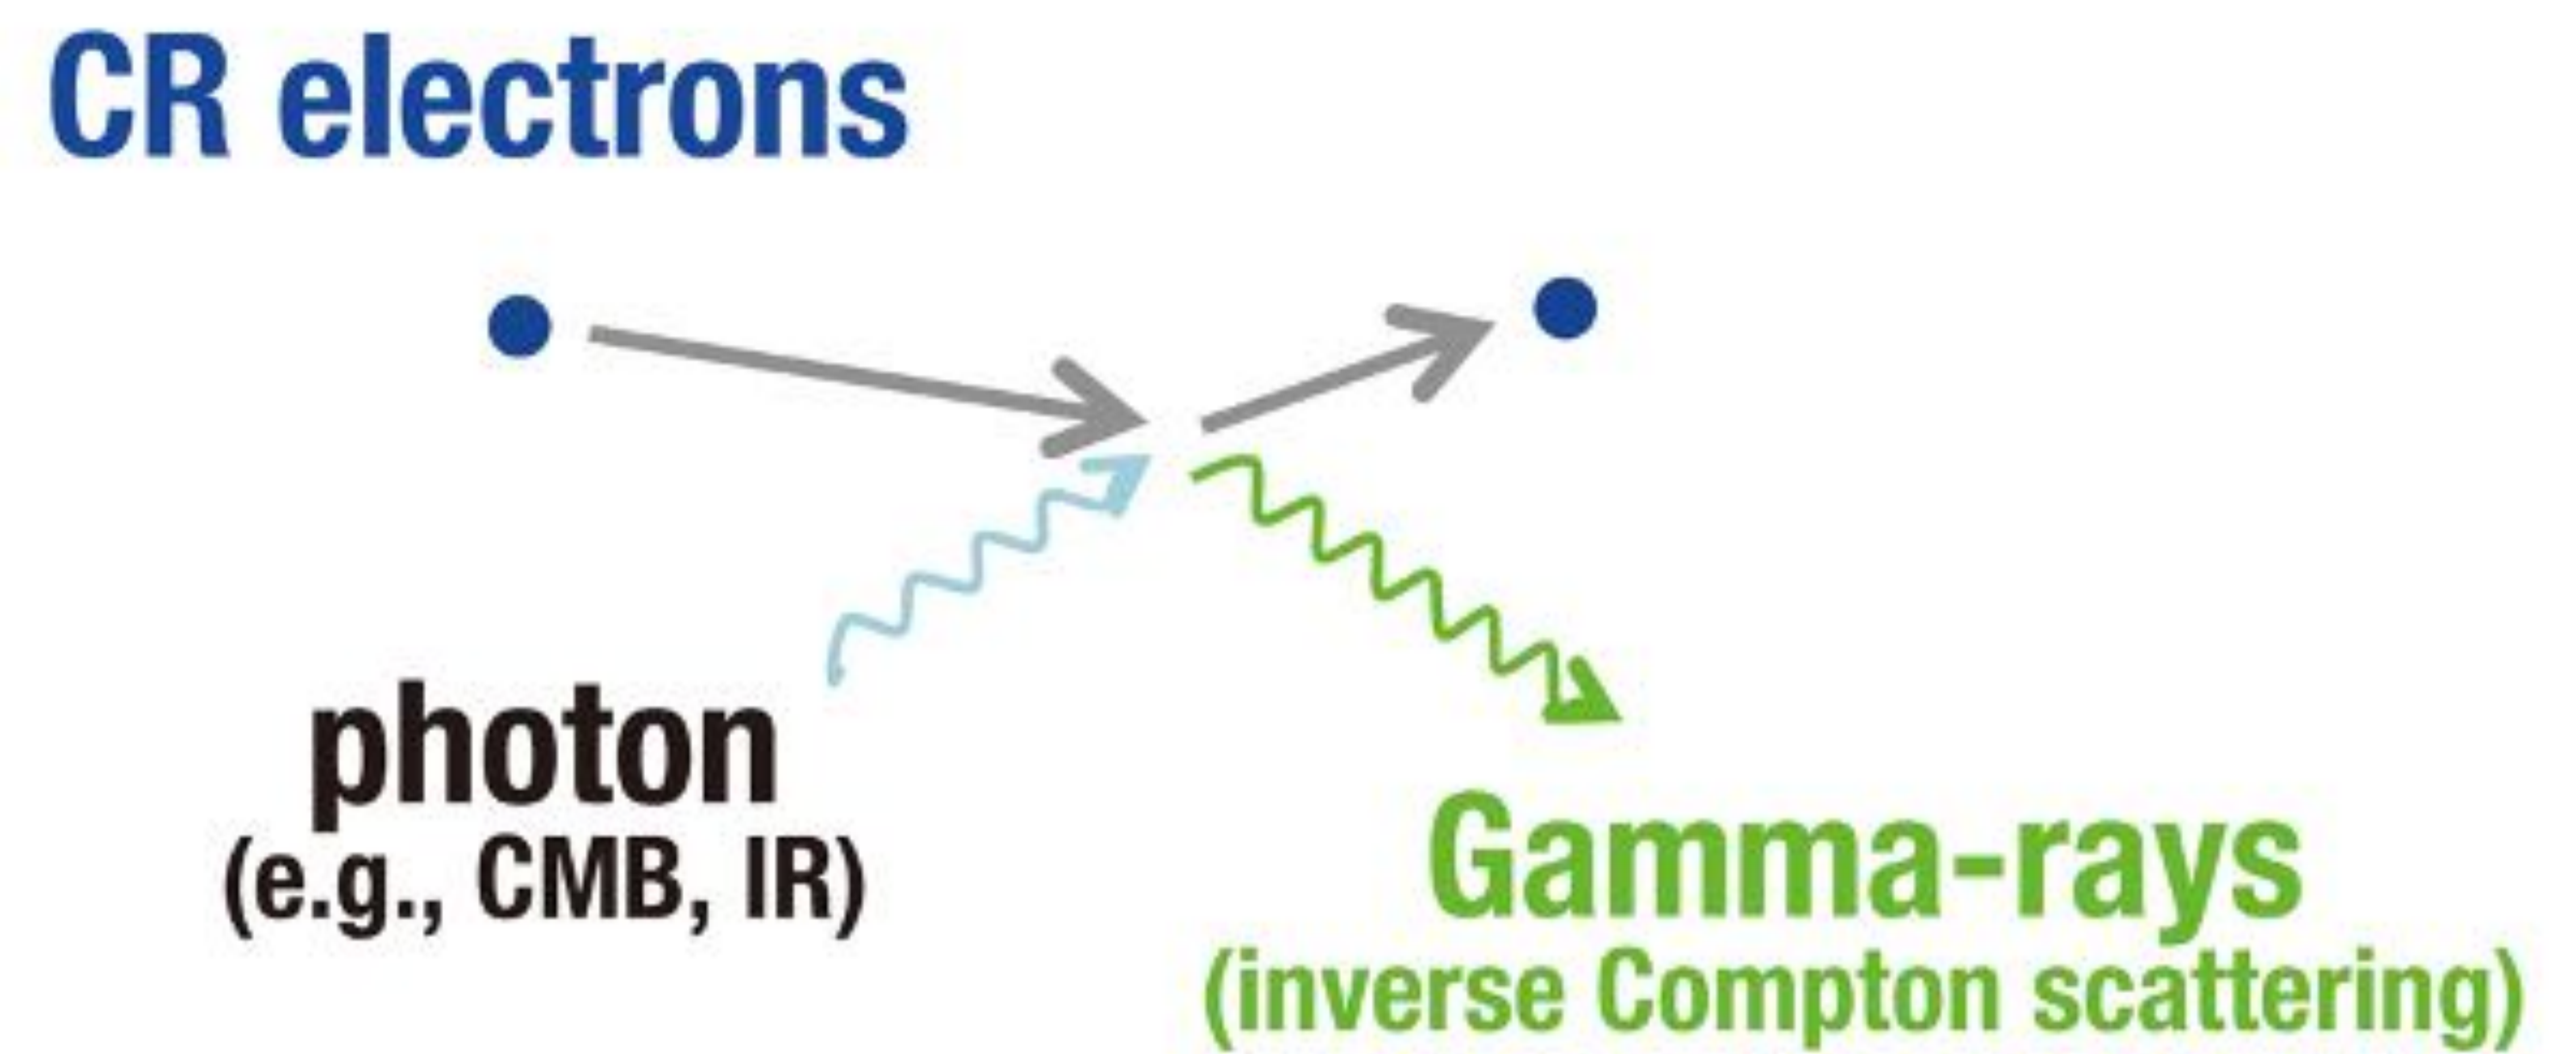 CR electrons
photon
(e.g., CMB, IR)
Gamma-rays
(inverse Compton scattering)